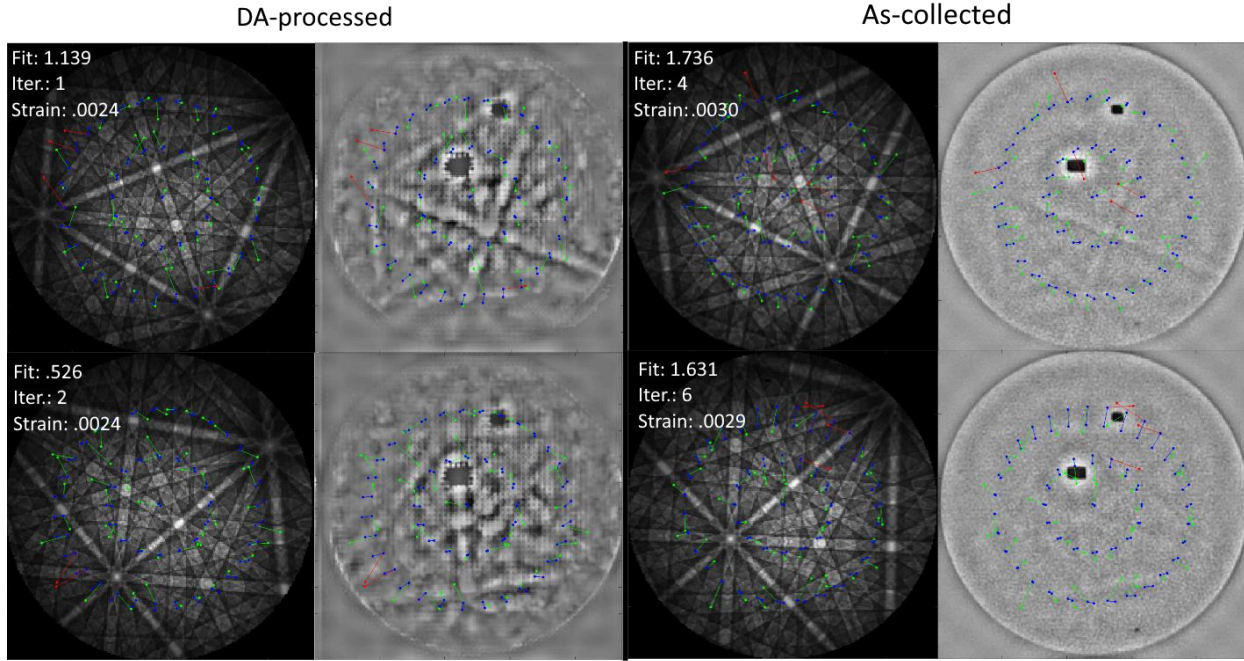 DA-processed
As-collected
Fit: 1.139
Iter.: 1
Strain: .0024
Fit: 1.736
Iter.: 4
Strain: .0030
Fit: .526
Iter.: 2
Strain: .0024
Fit: 1.631
Iter.: 6
Strain: .0029